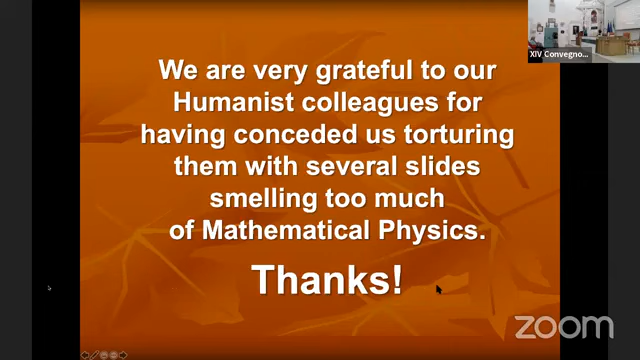 XIV Convegno...
We are very grateful to our
Humanist colleagues for
having conceded us torturing
them with several slides
smelling too much
of Mathematical Physics.
Thanks!
zoom